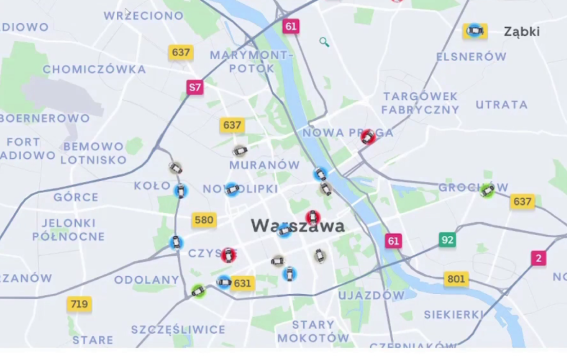 WRZECIONO
ADIOWO
61
Ząbki
637
MARYMONT-
POTOK
ELSNERÓW
CHOMICZÓWKA
S7
TARGÓWEK
FABRYCZNY
UTRATA
BOERNEROWO
637
NOWA PRAGA
FORT
RADIOWO
BEMOWO
LOTNISKO
MURANÓW
KOŁO
NOWOLIPKI
GROCHÓW
GÓRCE
637
580
Warszawa
JELONKI
PÓŁNOCNE
61
92
CZYSTE
2
RZANÓW
ODOLANY
631
801
719
UJAZDÓW
SIEKIERKI
SZCZĘŚLIWICE
STARY
MOKOTÓW
STARE
CZERNIAKÓW